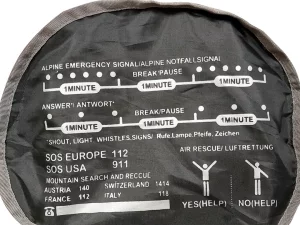 ALPINE EMERGENCY SIGNAL/ALPINE NOTFALLSIGNAL
BREAK/PAUSE
1MINUTE 1MINUTE 1MINUTE
ANSWER/ ANTWORT
BREAK/PAUSE
1MINUTE 1MINUTE 1MINUTE
SHOUT, LIGHT WHISTLES,SIGNS/ Rufe,Lampe,Pfeife, Zeichen
SOS EUROPE 112
SOS USA 911
MOUNTAIN SEARCH AND RESCUE
AUSTRIA 140 SWITZERLAND 1414
FRANCE 112 ITALY 118
AIR RESCUE/ LUFTRETTUNG
YES(HELP) NO(HELP)